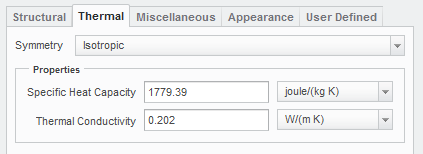 Structural Thermal Miscellaneous Appearance User Defined
Symmetry Isotropic
Properties
Specific Heat Capacity 1779.39 joule/(kg K)
Thermal Conductivity 0.202 W/(m K)